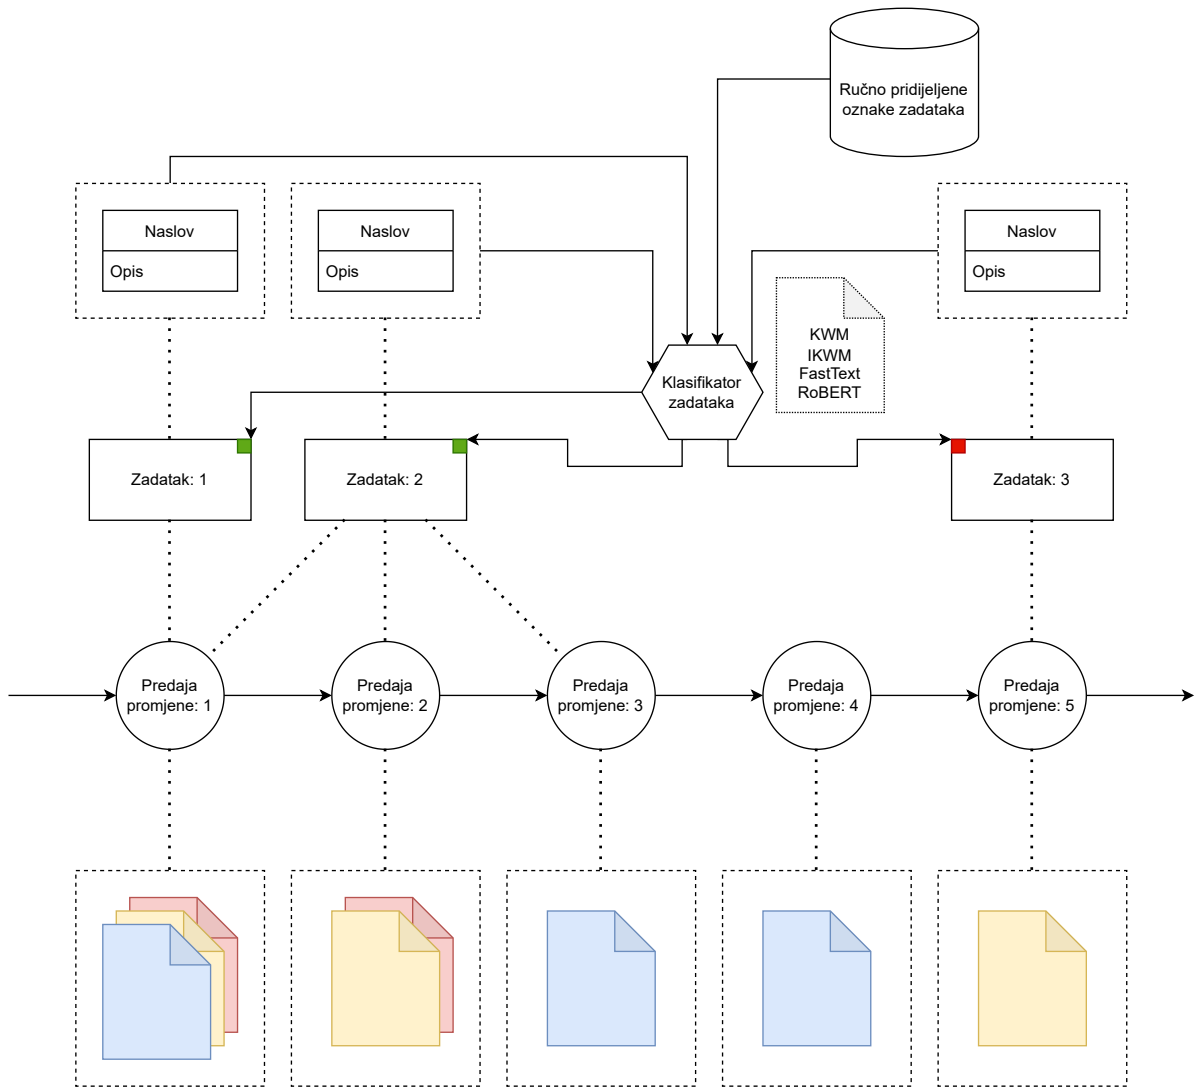 Ručno pridijeljene
oznake zadataka
Naslov
Opis
Naslov
Opis
Naslov
Opis
KWM
IKWM
FastText
RoBERT
Klasifikator
zadataka
Zadatak: 1
Zadatak: 2
Zadatak: 3
Predaja
promjene: 1
Predaja
promjene: 2
Predaja
promjene: 3
Predaja
promjene: 4
Predaja
promjene: 5